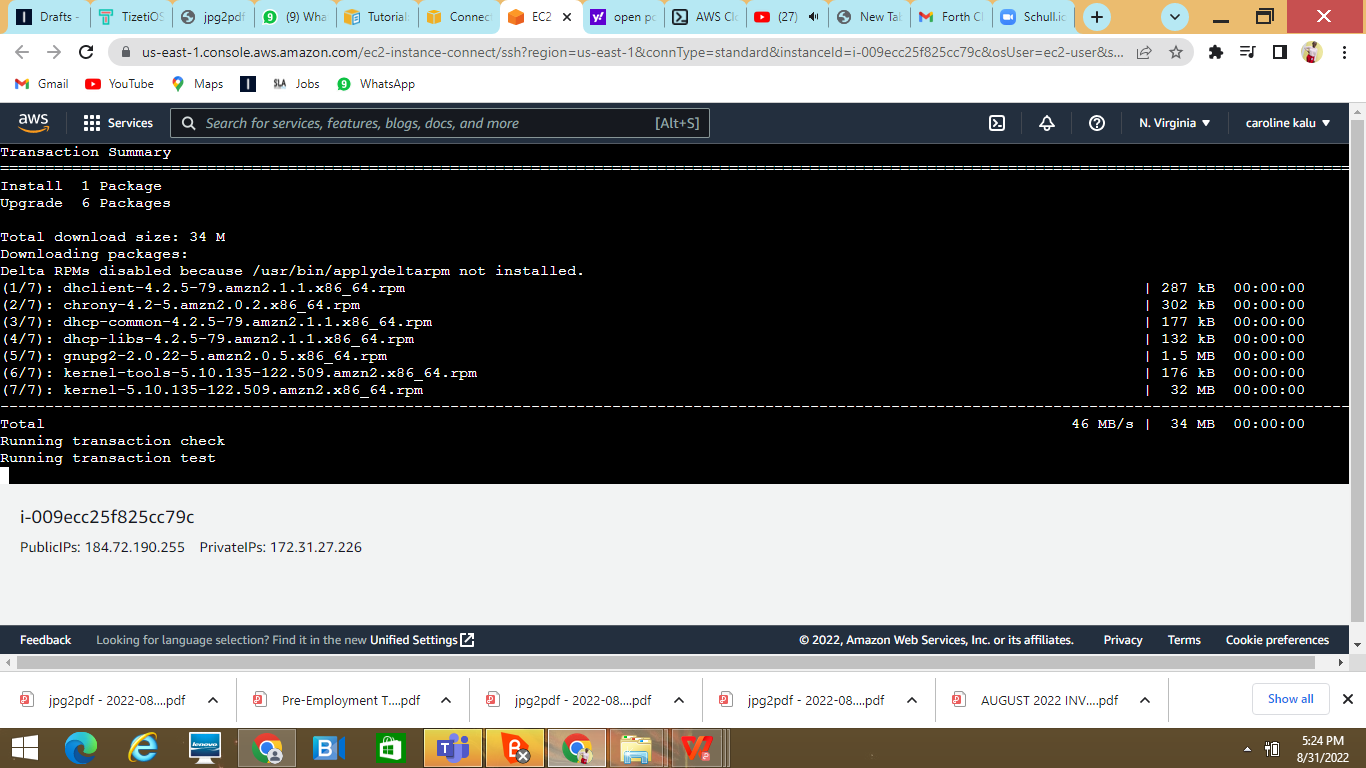 Drafts -
TizetiOS
jpg2pdf
(9) Wha
Tutorial
Connect
EC2
open po
AWS Clo
(27)
New Tab
Forth Cl
Schull.io
us-east-1.console.aws.amazon.com/ec2-instance-connect/ssh?region=us-east-1&connType=standard&instanceId=i-009ecc25f825cc79c&osUser=ec2-user&s...
Gmail
YouTube
Maps
SLA Jobs
WhatsApp
aws
Services
Search for services, features, blogs, docs, and more [Alt+S]
N. Virginia
caroline kalu
Transaction Summary
Install 1 Package
Upgrade 6 Packages
Total download size: 34 M
Downloading packages:
Delta RPMs disabled because /usr/bin/applydeltarpm not installed.
(1/7): dhclient-4.2.5-79.amzn2.1.1.x86_64.rpm | 287 kB 00:00:00
(2/7): chrony-4.2-5.amzn2.0.2.x86_64.rpm | 302 kB 00:00:00
(3/7): dhcp-common-4.2.5-79.amzn2.1.1.x86_64.rpm | 177 kB 00:00:00
(4/7): dhcp-libs-4.2.5-79.amzn2.1.1.x86_64.rpm | 132 kB 00:00:00
(5/7): gnupg2-2.0.22-5.amzn2.0.5.x86_64.rpm | 1.5 MB 00:00:00
(6/7): kernel-tools-5.10.135-122.509.amzn2.x86_64.rpm | 176 kB 00:00:00
(7/7): kernel-5.10.135-122.509.amzn2.x86_64.rpm | 32 MB 00:00:00
Total 46 MB/s | 34 MB 00:00:00
Running transaction check
Running transaction test
i-009ecc25f825cc79c
PublicIPs: 184.72.190.255 PrivateIPs: 172.31.27.226
Feedback
Looking for language selection? Find it in the new Unified Settings
© 2022, Amazon Web Services, Inc. or its affiliates.
Privacy
Terms
Cookie preferences
jpg2pdf - 2022-08....pdf
Pre-Employment T....pdf
jpg2pdf - 2022-08....pdf
jpg2pdf - 2022-08....pdf
AUGUST 2022 INV....pdf
Show all
lenovo
5:24 PM
8/31/2022